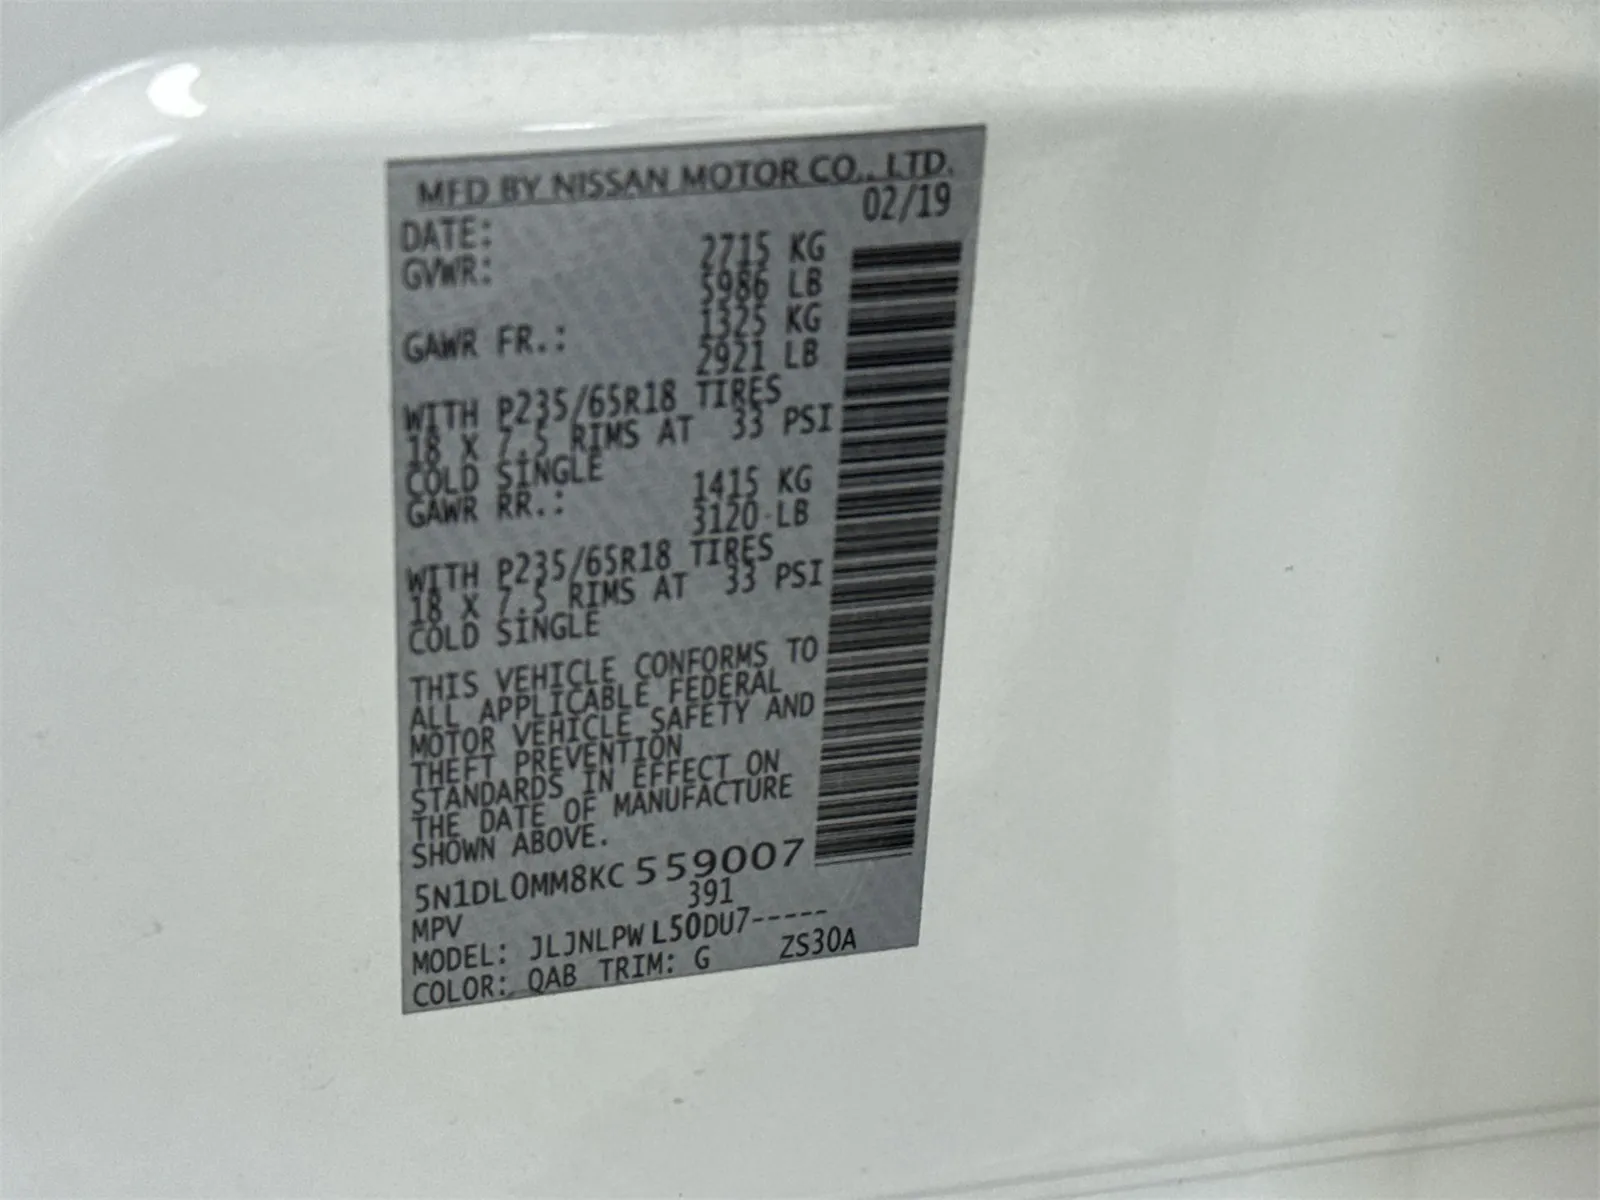 MFD BY NISSAN MOTOR CO., LTD.
DATE: 02/19
GVWR: 2715 KG
5986 LB
GAWR FR.: 1325 KG
2921 LB
WITH P235/65R18 TIRES
18 X 7.5 RIMS AT 33 PSI
COLD SINGLE
GAWR RR.: 1415 KG
3120 LB
WITH P235/65R18 TIRES
18 X 7.5 RIMS AT 33 PSI
COLD SINGLE
THIS VEHICLE CONFORMS TO
ALL APPLICABLE FEDERAL
MOTOR VEHICLE SAFETY AND
THEFT PREVENTION
STANDARDS IN EFFECT ON
THE DATE OF MANUFACTURE
SHOWN ABOVE.
5N1DL0MM8KC559007
MPV 391
MODEL: JLJNLPWL50DU7-----
COLOR: QAB TRIM: G ZS30A